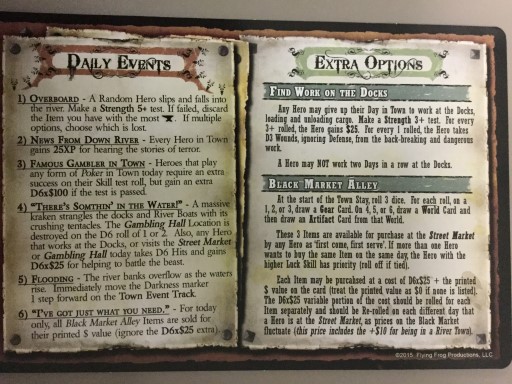 DAILY EVENTS
1) OVERBOARD - A Random Hero slips and falls into
the river. Make a Strength 5+ test. If failed, discard
the Item you have with the most. If multiple
options, choose which is lost.
2) NEWS FROM DOWN RIVER - Every Hero in Town
gains 25XP for hearing the stories of terror.
3) FAMOUS GAMBLER IN TOWN - Heroes that play
any form of Poker in Town today require an extra
success on their Skill test roll, but gain an extra
D6x$100 if the test is passed.
4) "THERE'S SOMTHIN' IN THE WATER!" - A massive
kraken strangles the docks and River Boats with its
crushing tentacles. The Gambling Hall Location is
destroyed on the D6 roll of 1 or 2. Also, any Hero
that works at the Docks, or visits the Street Market
or Gambling Hall today takes D6 Hits and gains
D6x$25 for helping to battle the beast.
5) FLOODING - The river banks overflow as the waters
rise. Immediately move the Darkness marker
1 step forward on the Town Event Track.
6) "I'VE GOT JUST WHAT YOU NEED." - For today
only, all Black Market Alley Items are sold for
their printed $ value (ignore the D6x$25 extra)
EXTRA OPTIONS
FIND WORK ON THE DOCKS
Any Hero may give up their Day in Town to work at the Docks,
loading and unloading cargo. Make a Strength 3+ test. For every
3+ rolled, the Hero gains $25. For every 1 rolled, the Hero takes
D3 Wounds, ignoring Defense, from the back-breaking and dangerous
work.
A Hero may NOT work two Days in a row at the Docks.
BLACK MARKET ALLEY
At the start of the Town Stay, roll 3 dice. For each roll, on a
1, 2, or 3, draw a Gear Card. On 4, 5, or 6, draw a World Card and
then draw an Artifact Card from that World.
These 3 Items are available for purchase at the Street Market
by any Hero as 'first come, first serve'. If more than one Hero
wants to buy the same Item on the same day, the Hero with the
higher Luck Skill has priority (roll off if tied).
Each Item may be purcahsed at a cost of D6x$25 + the printed
$ value on the card (treat the printed value as $0 if none is listed).
The D6x$25 variable portion of the cost should be rolled for each
Item separately and should be Re-rolled on each different day that
a Hero is at the Street Market, as prices on the Black Market
fluctuate (this price includes the +$10 for being in a River Town).
©2015 Flying Frog Productions, LLC